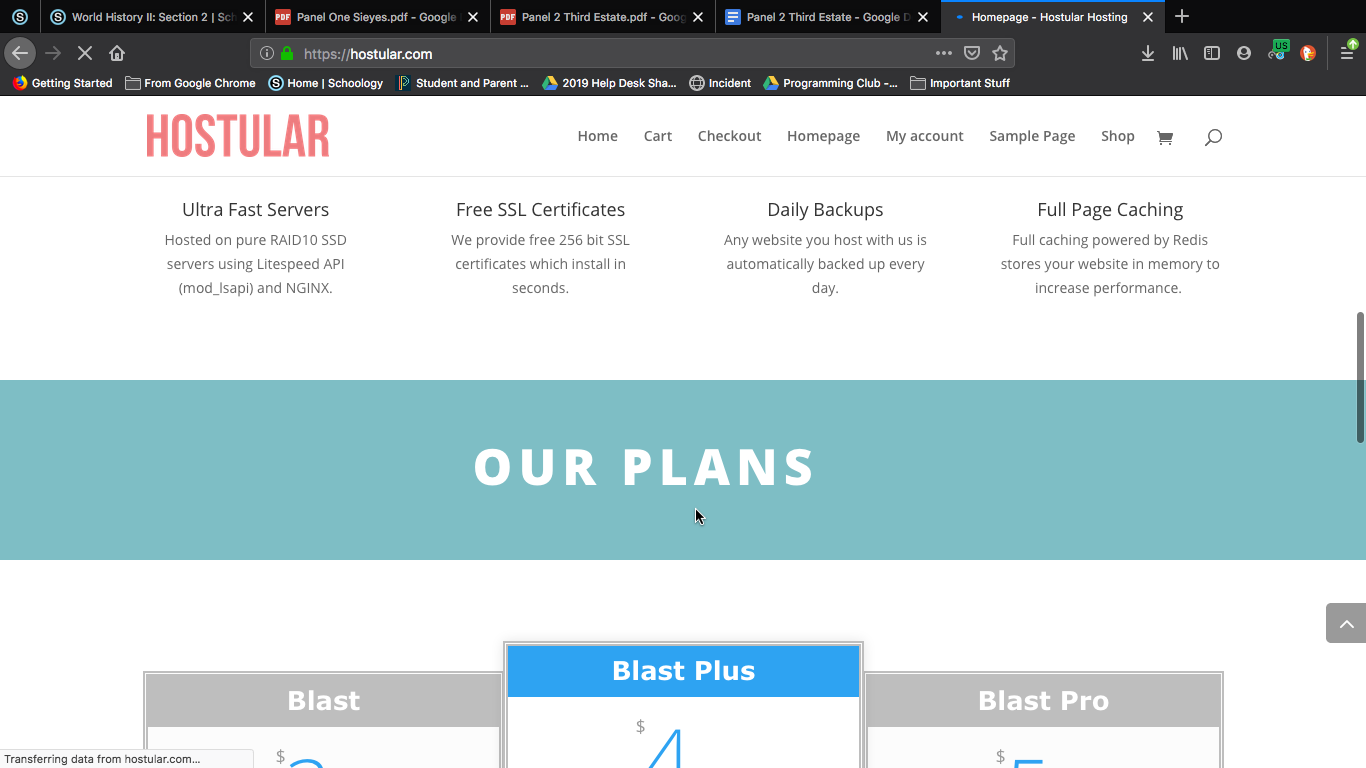 World History II: Section 2 | Sch
Panel One Sieyes.pdf - Google
Panel 2 Third Estate.pdf - Goog
Panel 2 Third Estate - Google D
Homepage - Hostular Hosting
https://hostular.com
US
Getting Started
From Google Chrome
Home | Schoology
Student and Parent ...
2019 Help Desk Sha...
Incident
Programming Club -...
Important Stuff
HOSTULAR
Home
Cart
Checkout
Homepage
My account
Sample Page
Shop
Ultra Fast Servers
Hosted on pure RAID10 SSD
servers using Litespeed API
(mod_lsapi) and NGINX.
Free SSL Certificates
We provide free 256 bit SSL
certificates which install in
seconds.
Daily Backups
Any website you host with us is
automatically backed up every
day.
Full Page Caching
Full caching powered by Redis
stores your website in memory to
increase performance.
OUR PLANS
Blast
$
Blast Plus
$
4
Blast Pro
$
5
Transferring data from hostular.com...